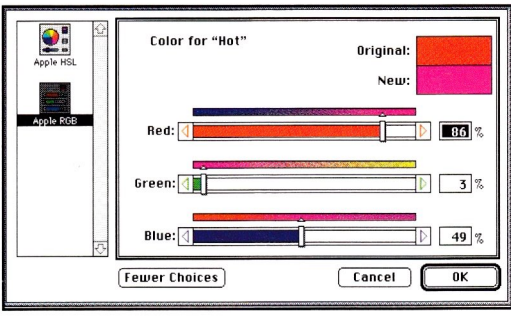 Apple HSL
Apple RGB
Color for “Hot”
Original:
New:
Red: 86 %
Green: 3 %
Blue: 49 %
Fewer Choices
Cancel
OK